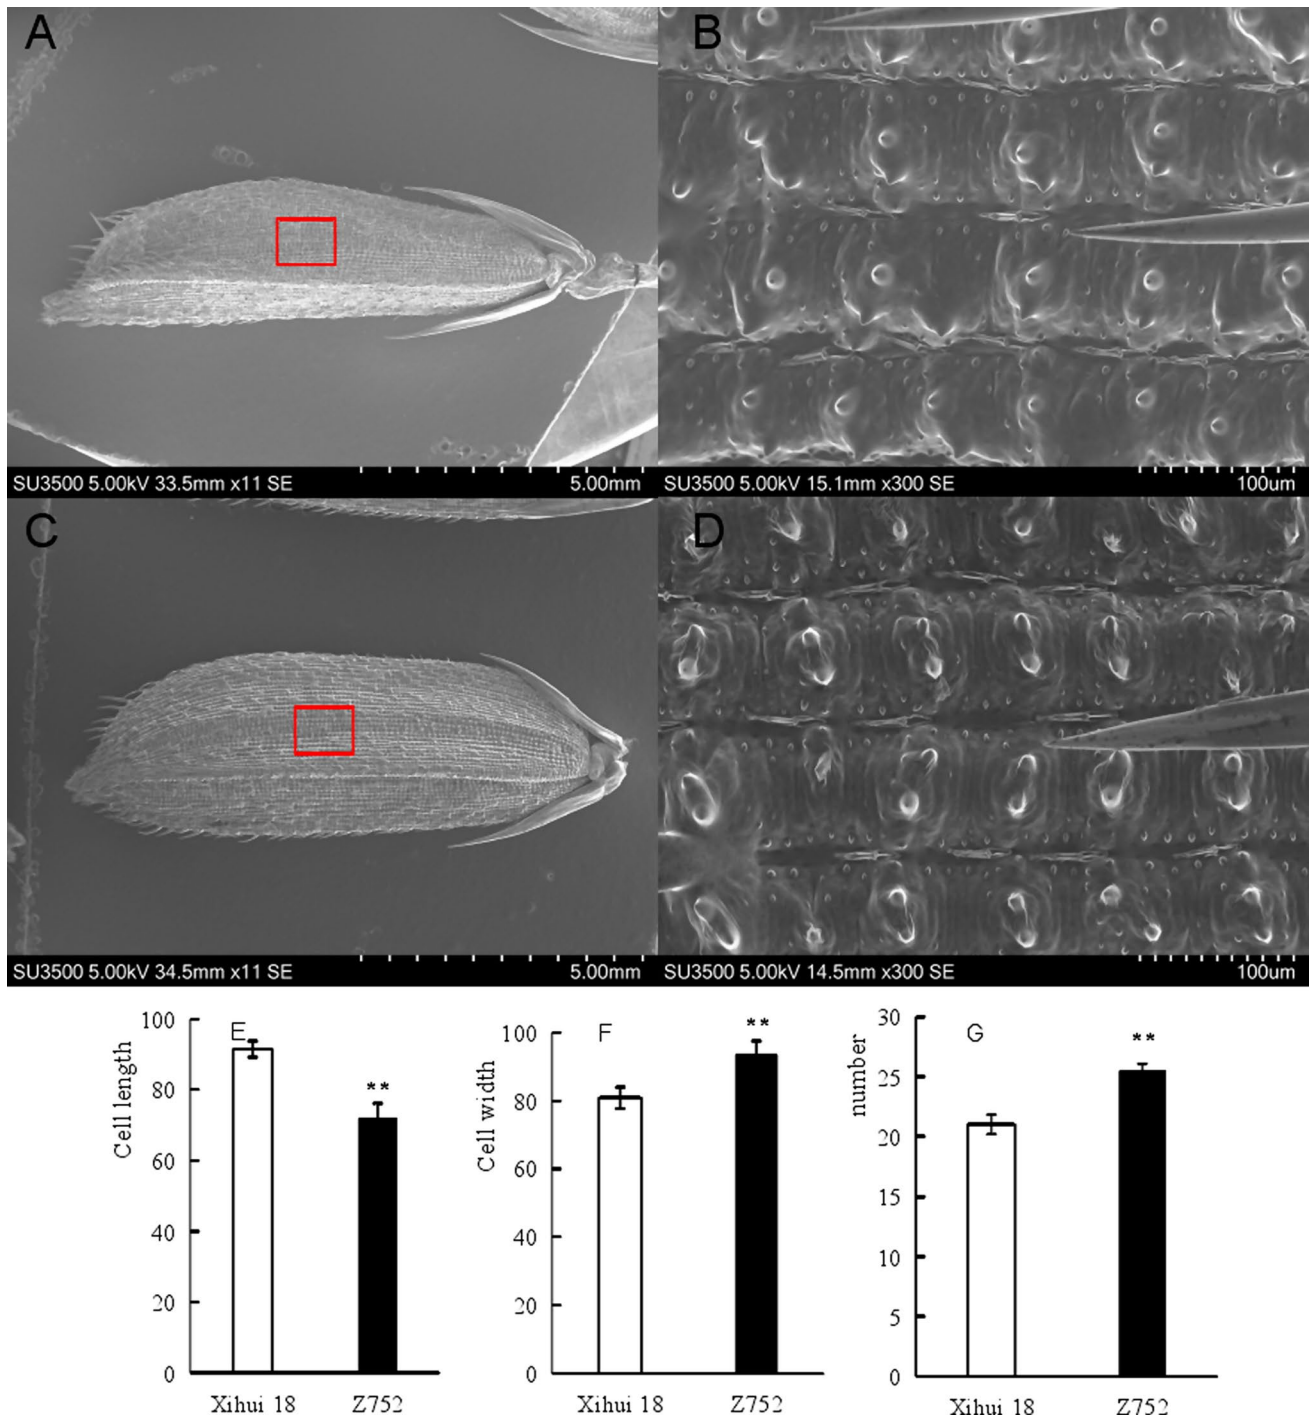 A
B
SU3500 5.00kV 33.5mm x11 SE
5.00mm
SU3500 5.00kV 15.1mm x300 SE
100um
C
D
SU3500 5.00kV 34.5mm x11 SE
5.00mm
SU3500 5.00kV 14.5mm x300 SE
100um
E
Cell length
100
80
60
40
20
0
**
Xihui 18
Z752
F
Cell width
100
80
60
40
20
0
**
Xihui 18
Z752
G
number
30
25
20
15
10
5
0
**
Xihui 18
Z752